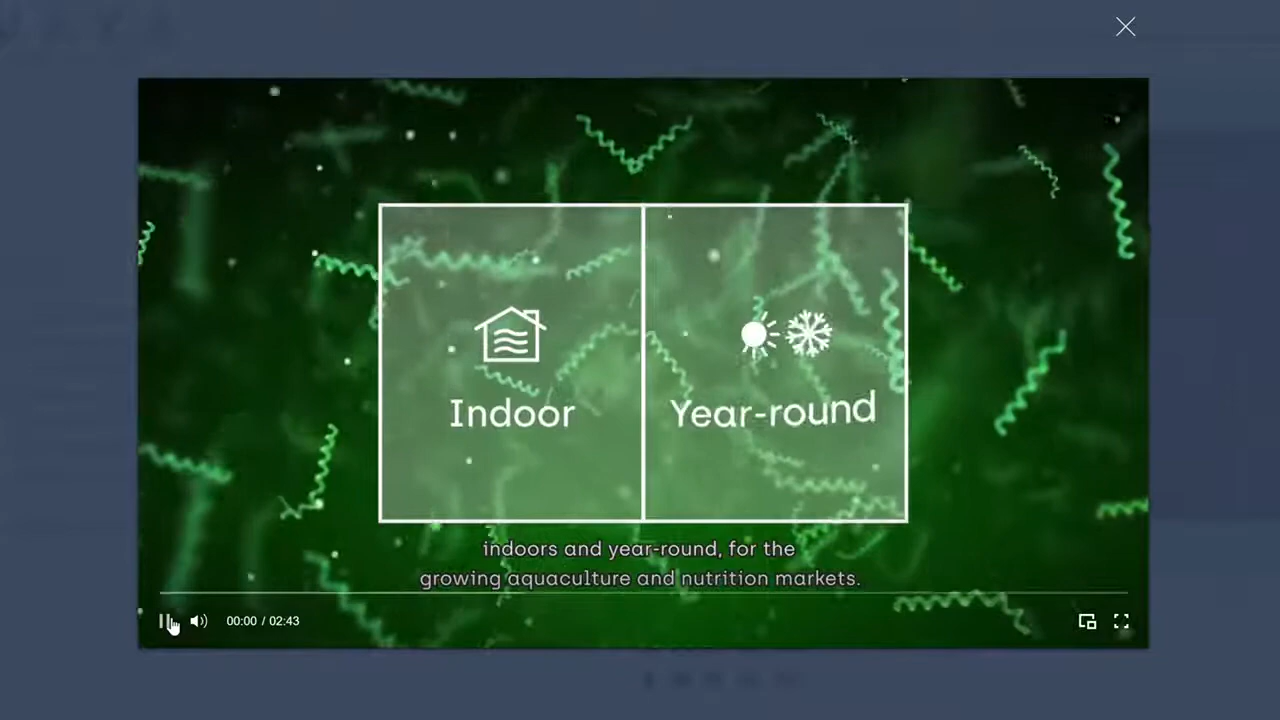 Indoor
Year-round
indoors and year-round, for the
growing aquaculture and nutrition markets.
00:00 / 02:43